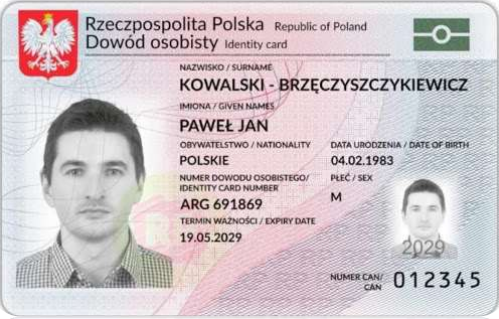 Rzeczpospolita Polska Republic of Poland
Dowód osobisty Identity card
NAZWISKO / SURNAME
KOWALSKI - BRZĘCZYSZCZYKIEWICZ
IMIONA / GIVEN NAMES
PAWEŁ JAN
OBYWATELSTWO / NATIONALITY DATA URODZENIA / DATE OF BIRTH
POLSKIE 04.02.1983
NUMER DOWODU OSOBISTEGO/ PŁEĆ / SEX
IDENTITY CARD NUMBER M
ARG 691869
TERMIN WAŻNOŚCI / EXPIRY DATE
19.05.2029
2029
NUMER CAN/ 012345
CAN